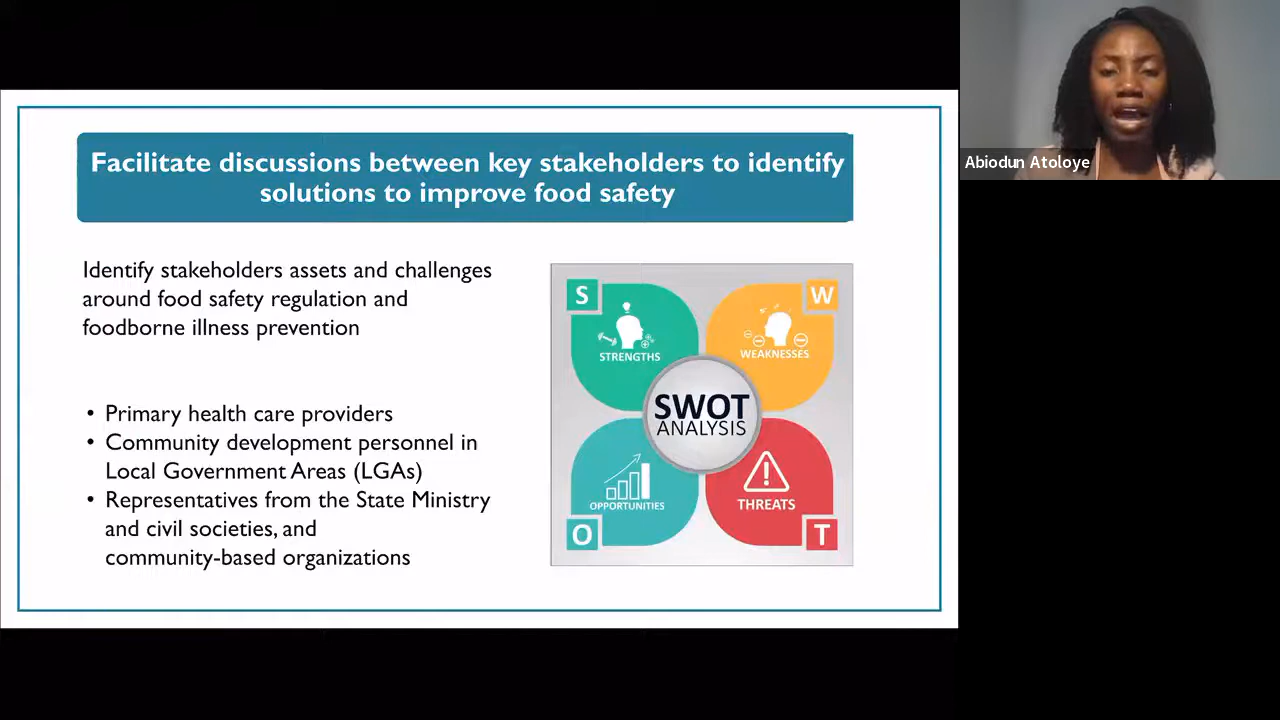 Facilitate discussions between key stakeholders to identify
solutions to improve food safety
Identify stakeholders assets and challenges
around food safety regulation and
foodborne illness prevention
• Primary health care providers
• Community development personnel in
Local Government Areas (LGAs)
• Representatives from the State Ministry
and civil societies, and
community-based organizations
S
STRENGTHS
W
WEAKNESSES
SWOT
ANALYSIS
OPPORTUNITIES
O
THREATS
T
Abiodun Atoloye